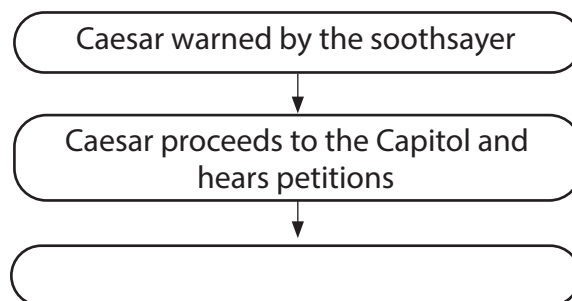 Caesar warned by the soothsayer
Caesar proceeds to the Capitol and
hears petitions